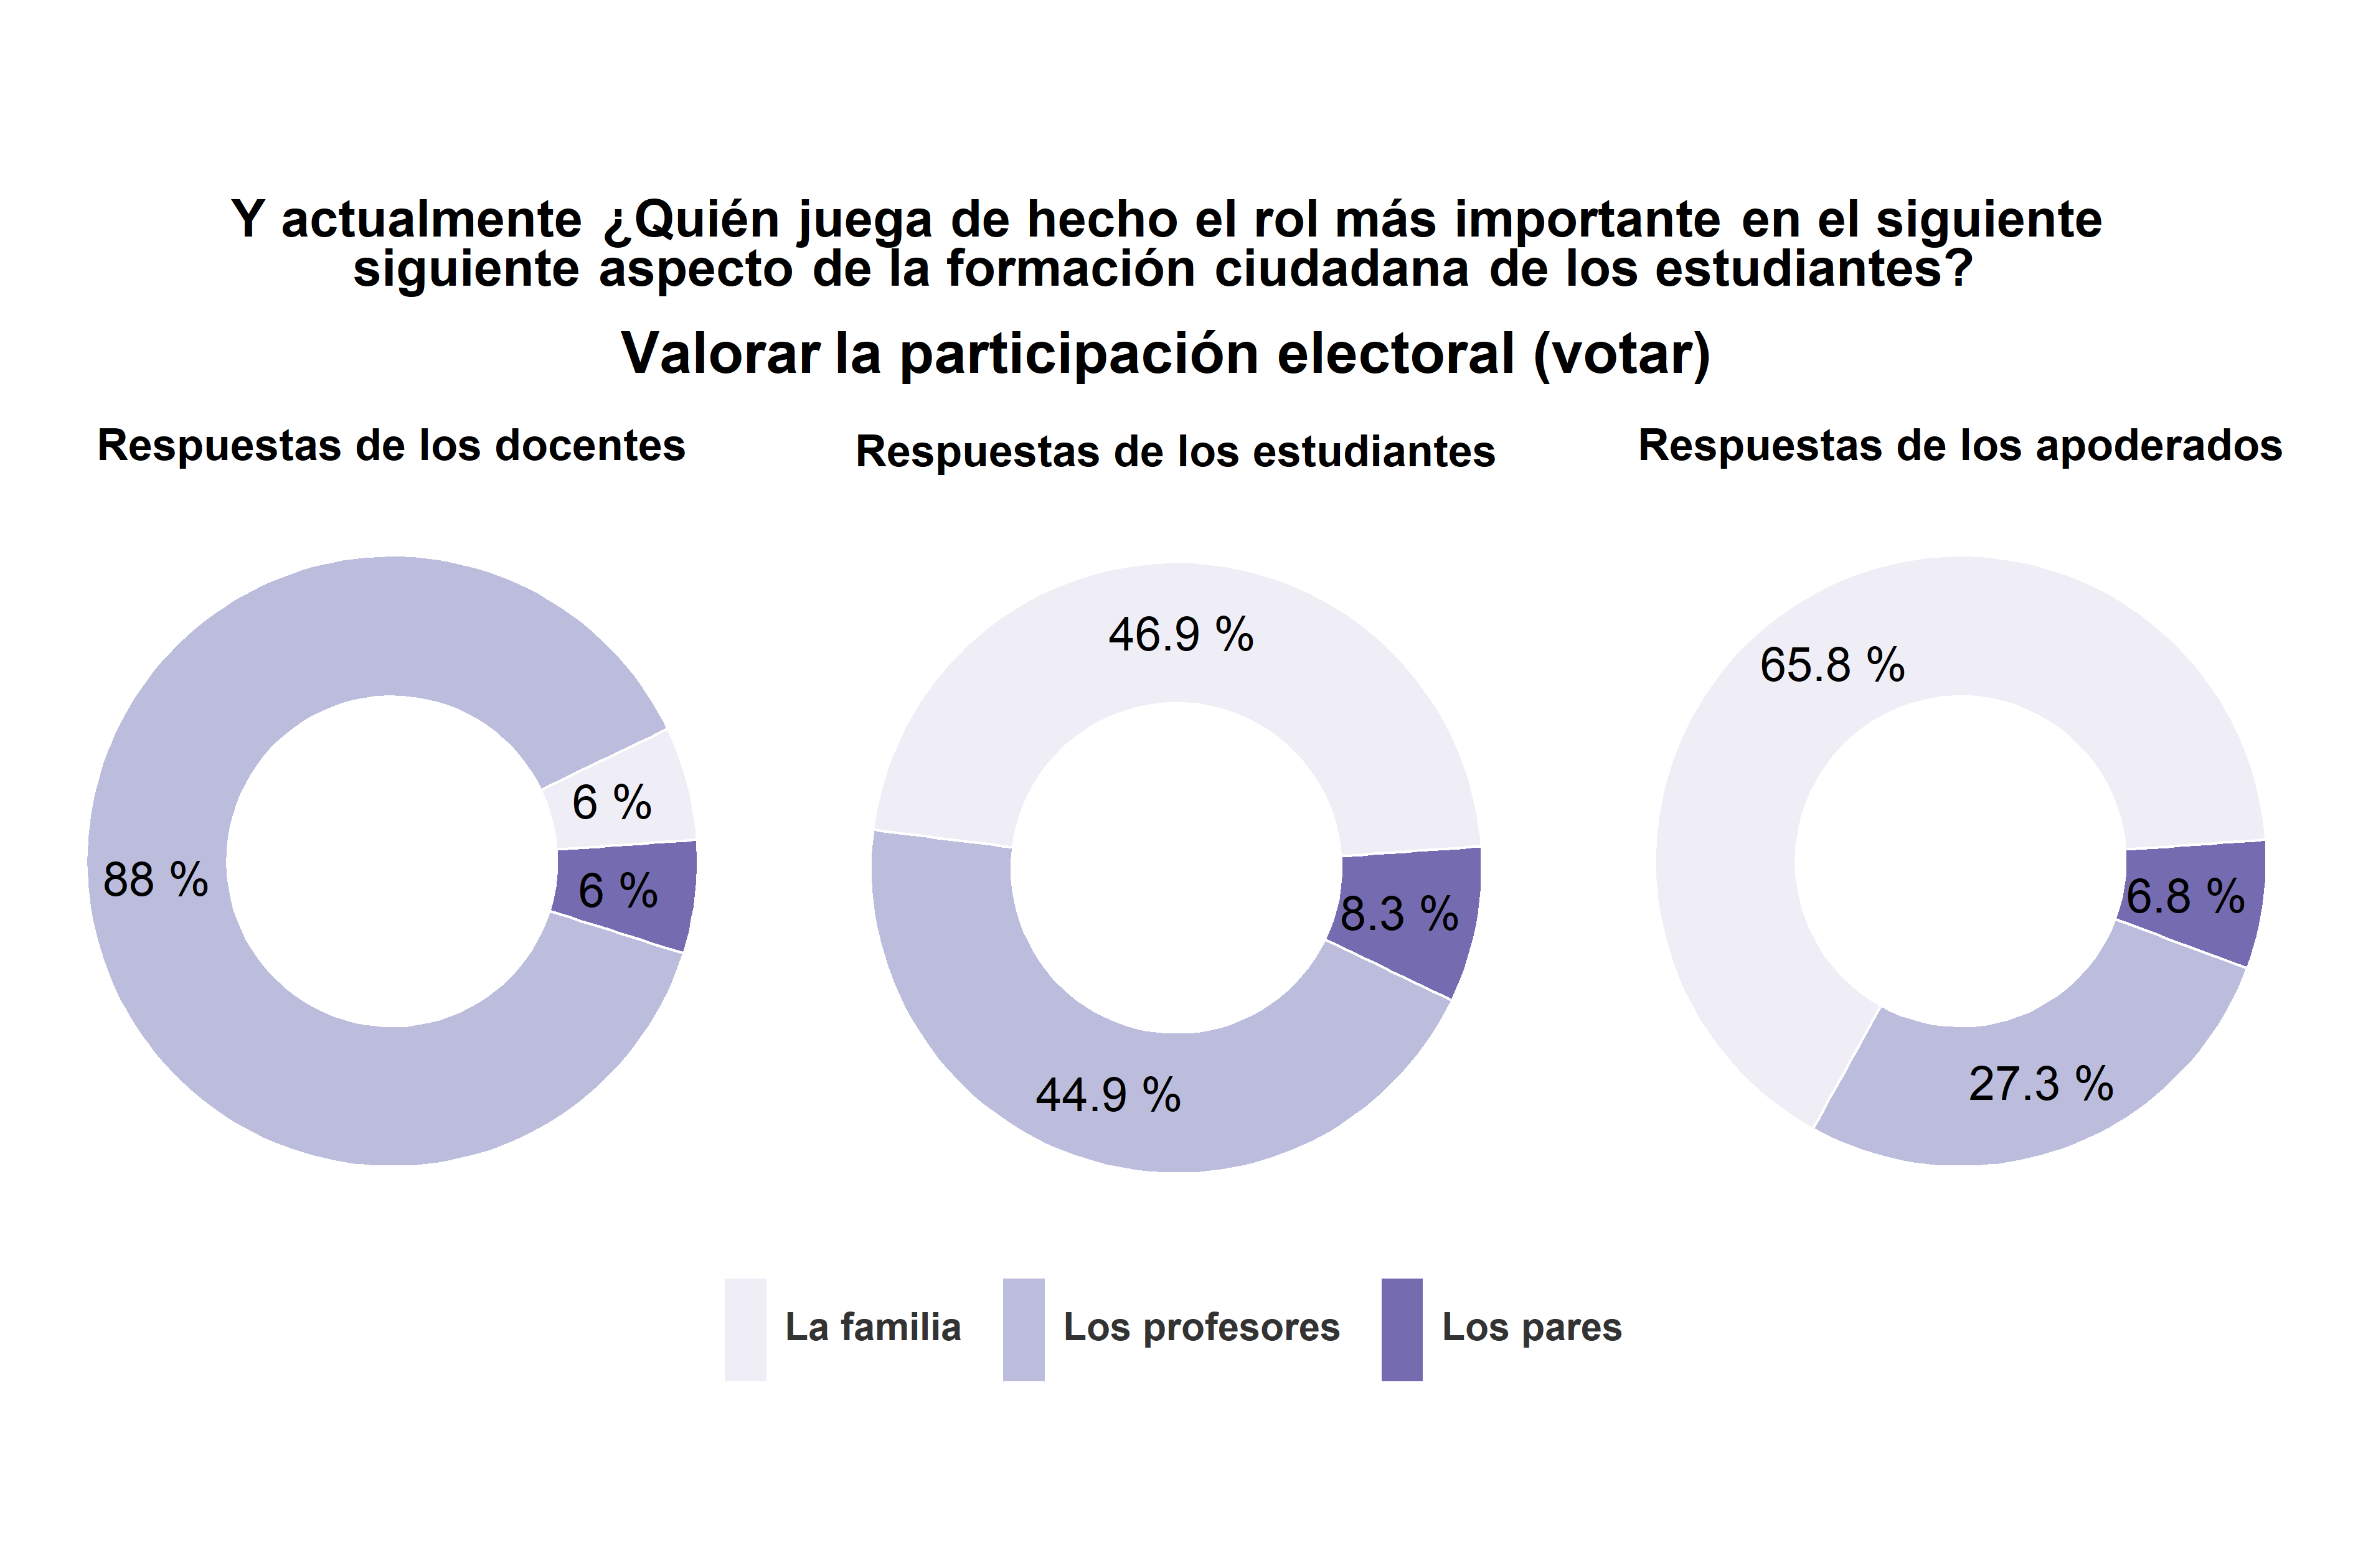 Y actualmente ¿Quién juega de hecho el rol más importante en el siguiente
siguiente aspecto de la formación ciudadana de los estudiantes?
Valorar la participación electoral (votar)
Respuestas de los docentes
88 %
6 %
6 %
Respuestas de los estudiantes
46.9 %
8.3 %
44.9 %
Respuestas de los apoderados
65.8 %
6.8 %
27.3 %
La familia
Los profesores
Los pares